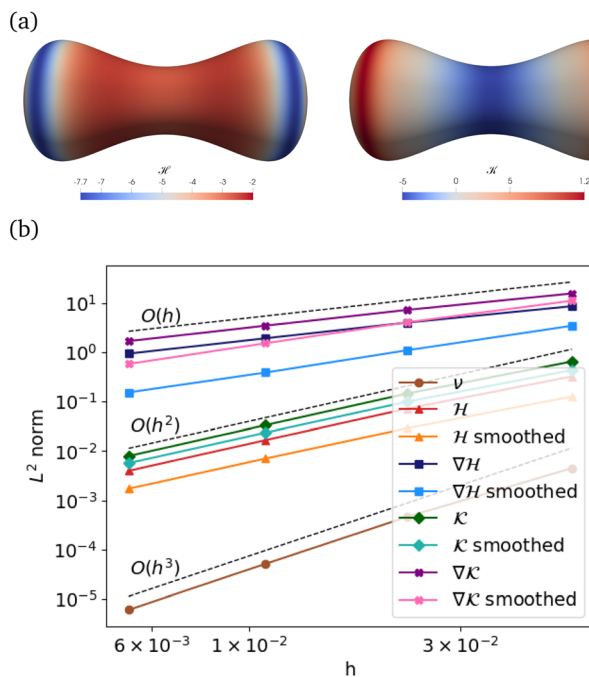 (a)
ℋ
-7.7 -7 -6 -5 -4 -3 -2
𝒦
-5 0 5 1.2
(b)
10¹
10⁰
10⁻¹
10⁻²
10⁻³
10⁻⁴
10⁻⁵
L² norm
O(h)
O(h²)
O(h³)
ν
ℋ
ℋ smoothed
∇ℋ
∇ℋ smoothed
𝒦
𝒦 smoothed
∇𝒦
∇𝒦 smoothed
6 × 10⁻³ 1 × 10⁻² 3 × 10⁻²
h